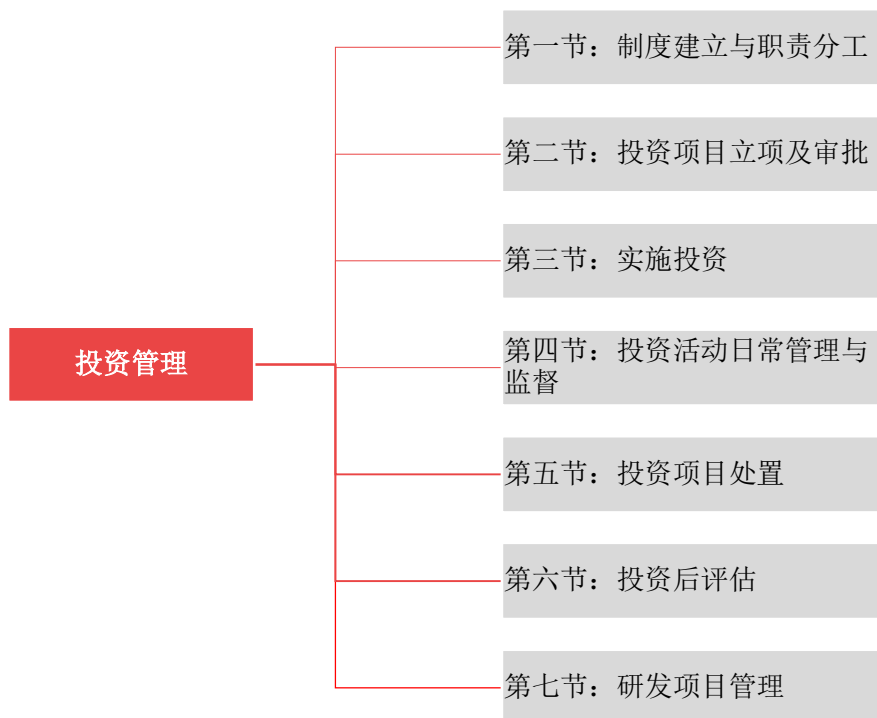 第一节：制度建立与职责分工
第二节：投资项目立项及审批
第三节：实施投资
投资管理
第四节：投资活动日常管理与
监督
第五节：投资项目处置
第六节：投资后评估
第七节：研发项目管理